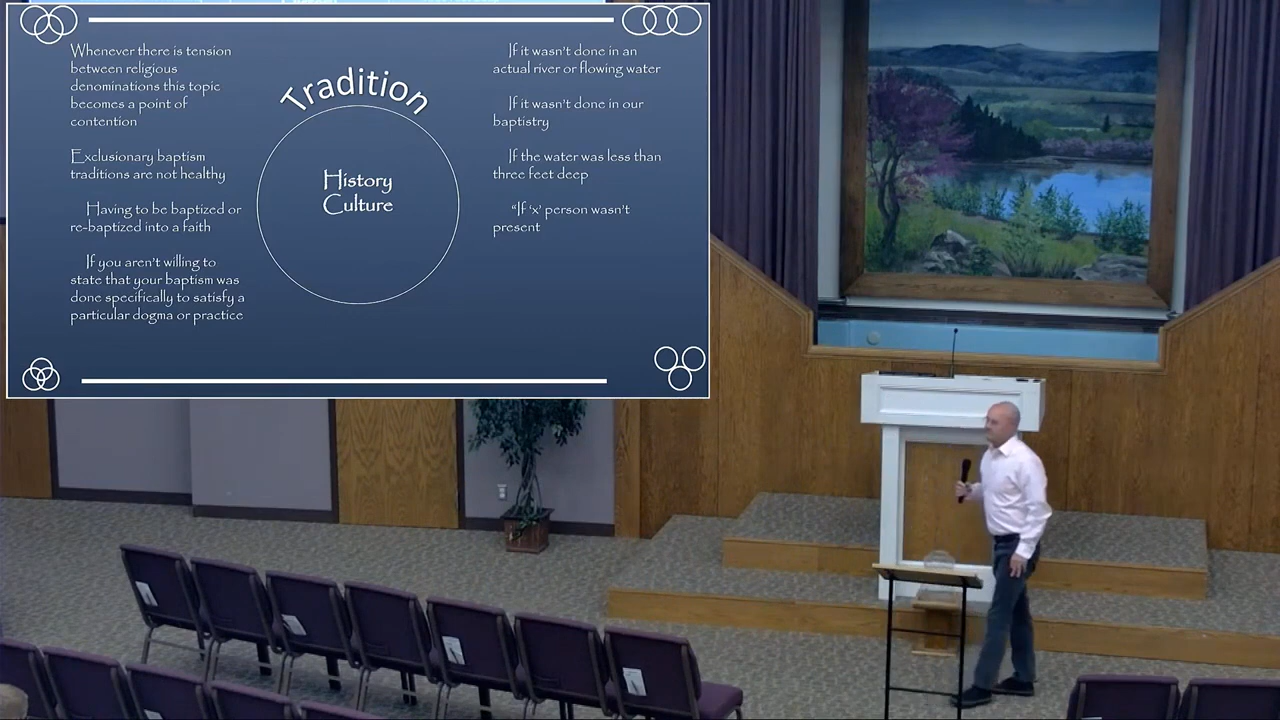 Whenever there is tension
between religious
denominations this topic
becomes a point of
contention
Exclusionary baptism
traditions are not healthy
Having to be baptized or
re-baptized into a faith
If you aren't willing to
state that your baptism was
done specifically to satisfy a
particular dogma or practice
Tradition
History
Culture
If it wasn't done in an
actual river or flowing water
If it wasn't done in our
baptistry
If the water was less than
three feet deep
“If ‘x’ person wasn't
present